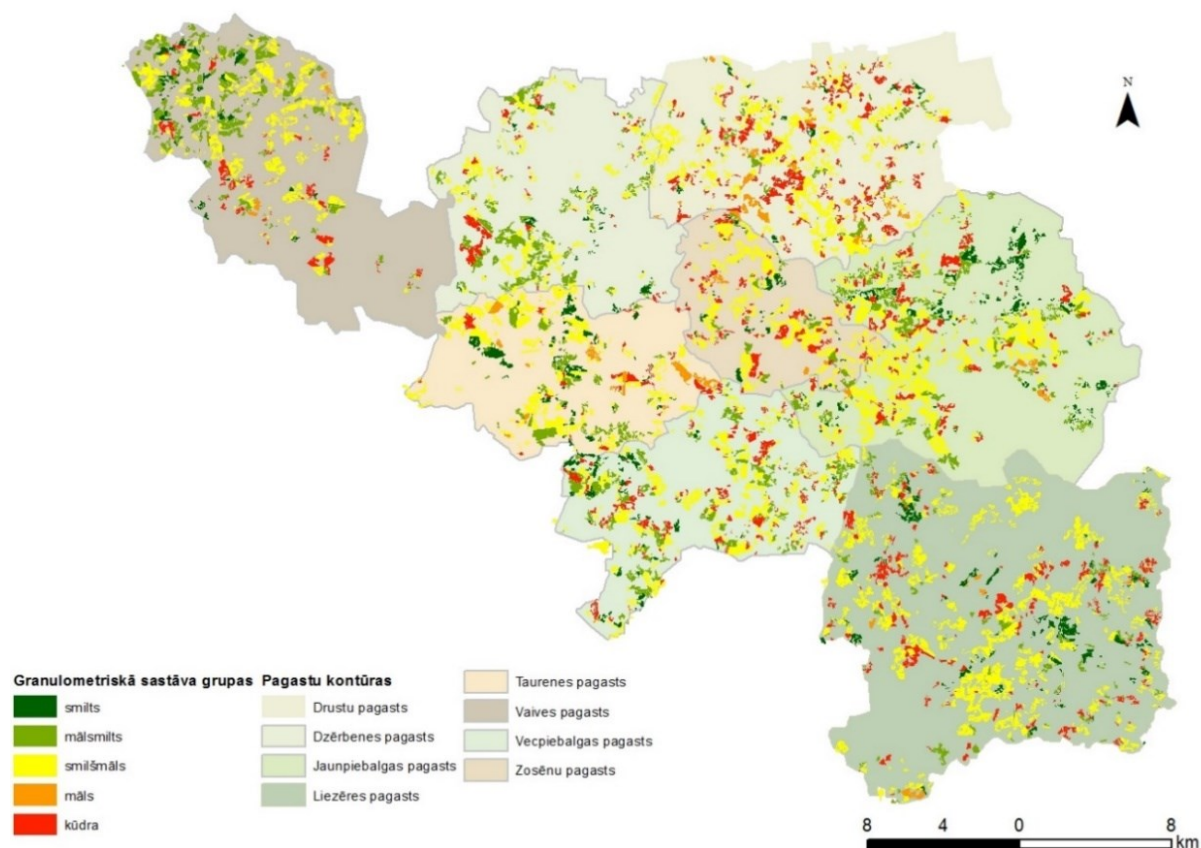 N
Granulometriskā sastāva grupas
smilts
mālsmilts
smilšmāls
māls
kūdra
Pagastu kontūras
Drustu pagasts
Dzērbenes pagasts
Jaunpiebalgas pagasts
Liezēres pagasts
Taurenes pagasts
Vaives pagasts
Vecpiebalgas pagasts
Zosēnu pagasts
8 4 0 8
km